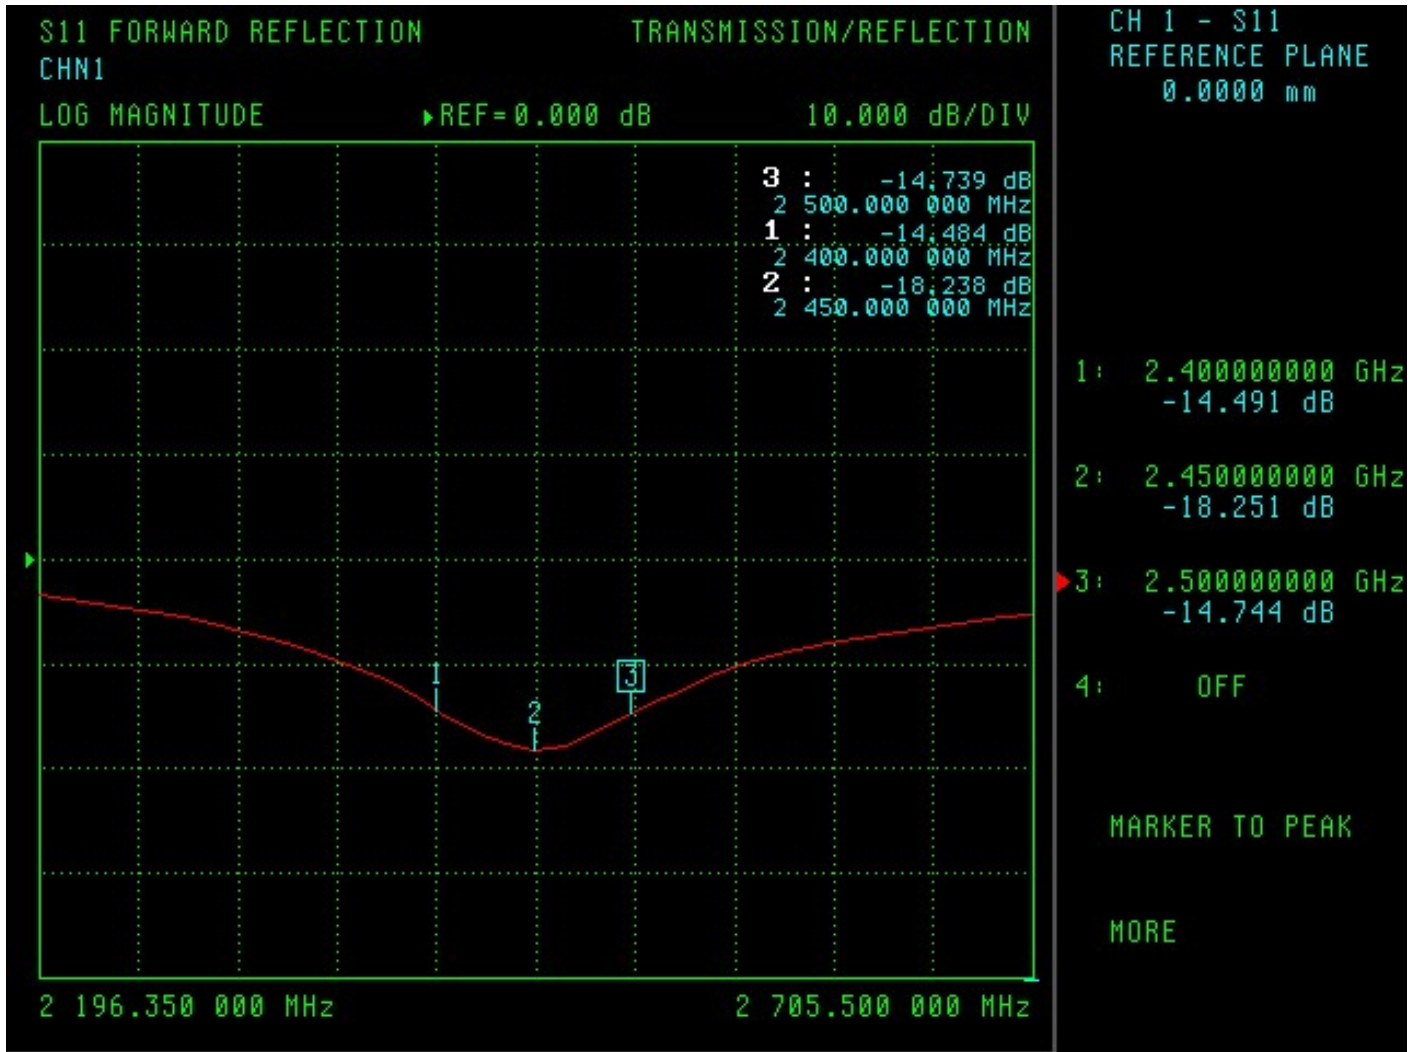 S11 FORWARD REFLECTION TRANSMISSION/REFLECTION
CHN1
LOG MAGNITUDE ▶REF=0.000 dB 10.000 dB/DIV
3 : -14.739 dB
2 500.000 000 MHz
1 : -14.484 dB
2 400.000 000 MHz
2 : -18.238 dB
2 450.000 000 MHz
1
2
3
2 196.350 000 MHz 2 705.500 000 MHz
CH 1 - S11
REFERENCE PLANE
0.0000 mm
1: 2.400000000 GHz
-14.491 dB
2: 2.450000000 GHz
-18.251 dB
3: 2.500000000 GHz
-14.744 dB
4: OFF
MARKER TO PEAK
MORE